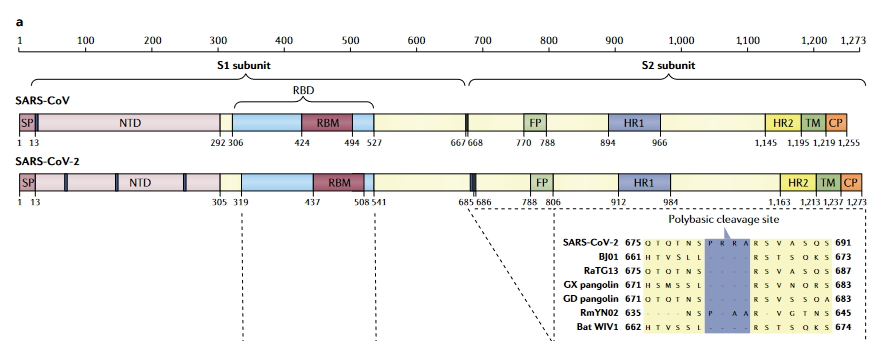 a
1 100 200 300 400 500 600 700 800 900 1,000 1,100 1,200 1,273
S1 subunit S2 subunit
RBD
SARS-CoV
SP NTD RBM FP HR1 HR2 TM CP
1 13 292 306 424 494 527 667 668 770 788 894 966 1,145 1,195 1,219 1,255
SARS-CoV-2
SP NTD RBM FP HR1 HR2 TM CP
1 13 305 319 437 508 541 685 686 788 806 912 984 1,163 1,213 1,237 1,273
Polybasic cleavage site
SARS-CoV-2 675 Q T Q T N S P R R A R S V A S Q S 691
BJ01 661 H T V S L L - - - - R S T S Q K S 673
RaTG13 675 Q T Q T N S - - - - R S V A S Q S 687
GX pangolin 671 H S M S S L - - - - R S V N Q R S 683
GD pangolin 671 Q T Q T N S - - - - R S V S S Q A 683
RmYN02 635 - - - - N S P - A A R - V G T N S 645
Bat WIV1 662 H T V S S L - - - - R S T S Q K S 674